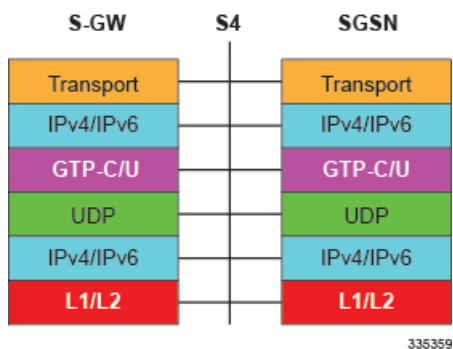 S-GW S4 SGSN
Transport Transport
IPv4/IPv6 IPv4/IPv6
GTP-C/U GTP-C/U
UDP UDP
IPv4/IPv6 IPv4/IPv6
L1/L2 L1/L2
335359